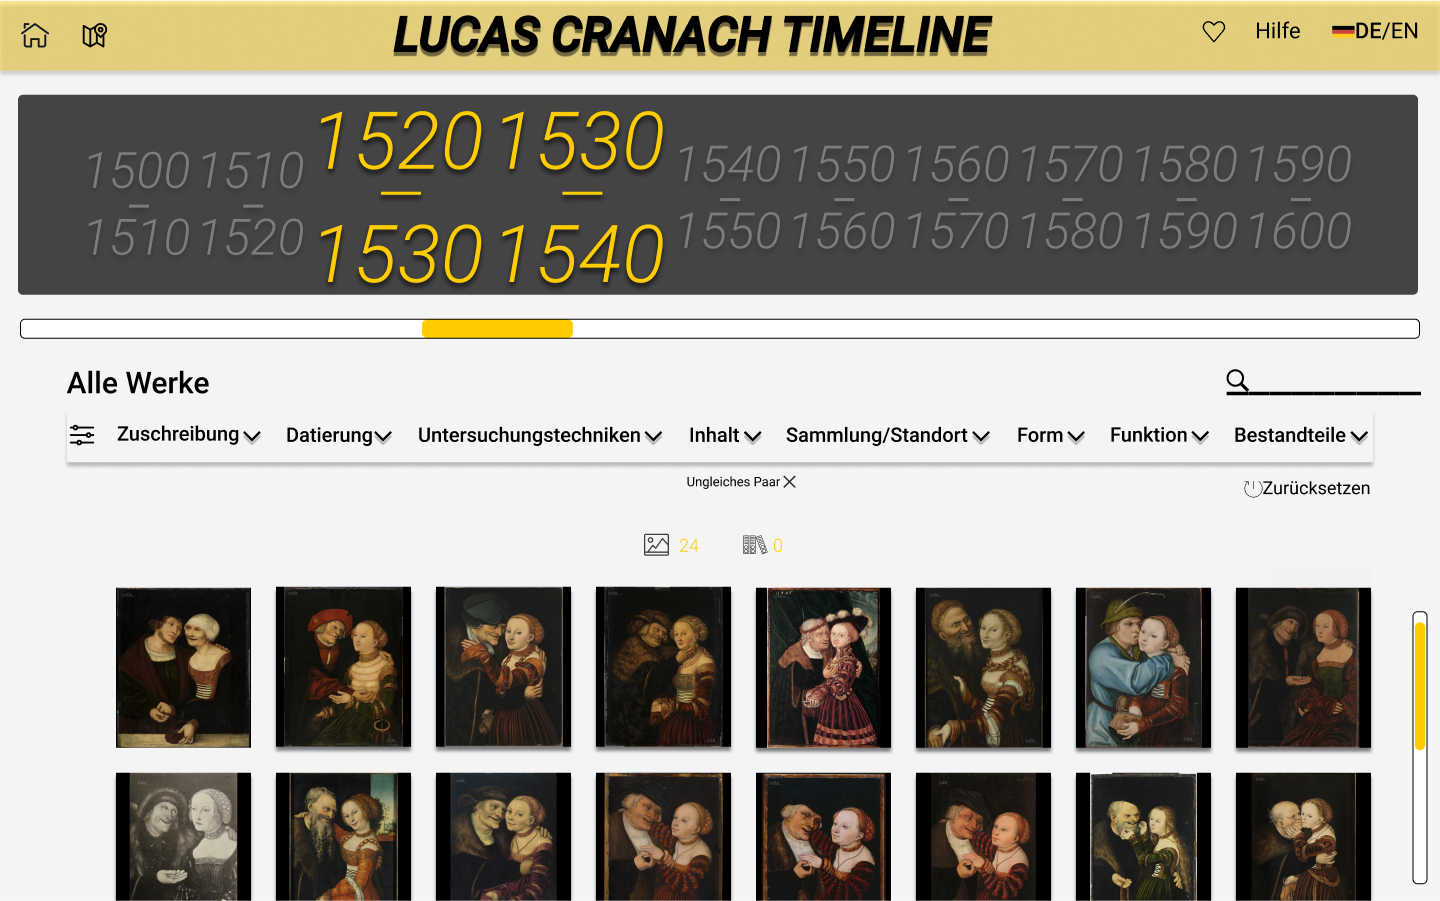 LUCAS CRANACH TIMELINE
Hilfe
DE/EN
1500 1510 1520 1530 1540 1550 1560 1570 1580 1590
1510 1520 1530 1540 1550 1560 1570 1580 1590 1600
Alle Werke
Zuschreibung Datierung Untersuchungstechniken Inhalt Sammlung/Standort Form Funktion Bestandteile
Ungleiches Paar
Zurücksetzen
24 0